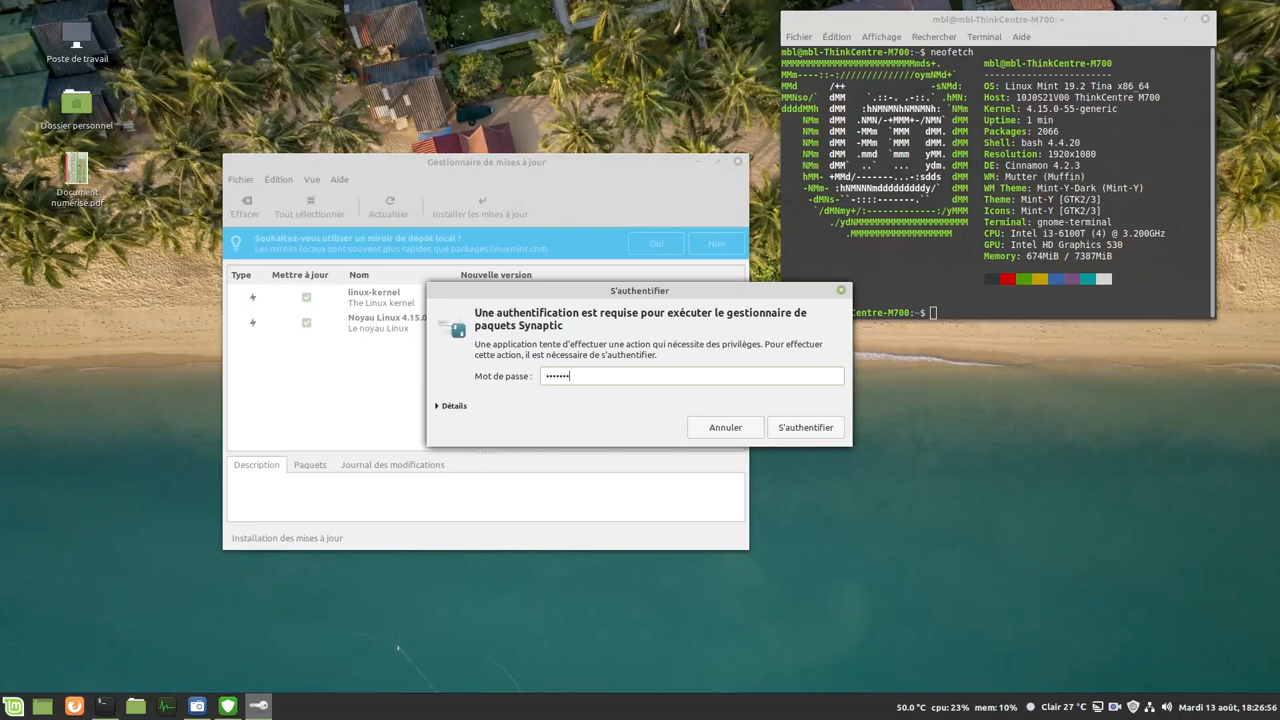 Poste de travail
Dossier personnel
Document
numérisé.pdf
mbl@mbl-ThinkCentre-M700: ~
Fichier Édition Affichage Rechercher Terminal Aide
mbl@mbl-ThinkCentre-M700:~$ neofetch
mbl@mbl-ThinkCentre-M700
------------------------
OS: Linux Mint 19.2 Tina x86_64
Host: 10J0S21V00 ThinkCentre M700
Kernel: 4.15.0-55-generic
Uptime: 1 min
Packages: 2066
Shell: bash 4.4.20
Resolution: 1920x1080
DE: Cinnamon 4.2.3
WM: Mutter (Muffin)
WM Theme: Mint-Y-Dark (Mint-Y)
Theme: Mint-Y [GTK2/3]
Icons: Mint-Y [GTK2/3]
Terminal: gnome-terminal
CPU: Intel i3-6100T (4) @ 3.200GHz
GPU: Intel HD Graphics 530
Memory: 674MiB / 7387MiB
Centre-M700:~$
Gestionnaire de mises à jour
Fichier Édition Vue Aide
Effacer Tout sélectionner Actualiser Installer les mises à jour
Souhaitez-vous utiliser un miroir de dépôt local ?
Les miroirs locaux sont souvent plus rapides que packages.linuxmint.com.
Oui Non
Type Mettre à jour Nom Nouvelle version
linux-kernel
The Linux kernel
Noyau Linux 4.15.0
Le noyau Linux
S'authentifier
Une authentification est requise pour exécuter le gestionnaire de
paquets Synaptic
Une application tente d'effectuer une action qui nécessite des privilèges. Pour effectuer
cette action, il est nécessaire de s'authentifier.
Mot de passe : •••••••
Détails
Annuler S'authentifier
Description Paquets Journal des modifications
Installation des mises à jour
50.0 °C cpu: 23% mem: 10% Clair 27 °C Mardi 13 août, 18:26:56